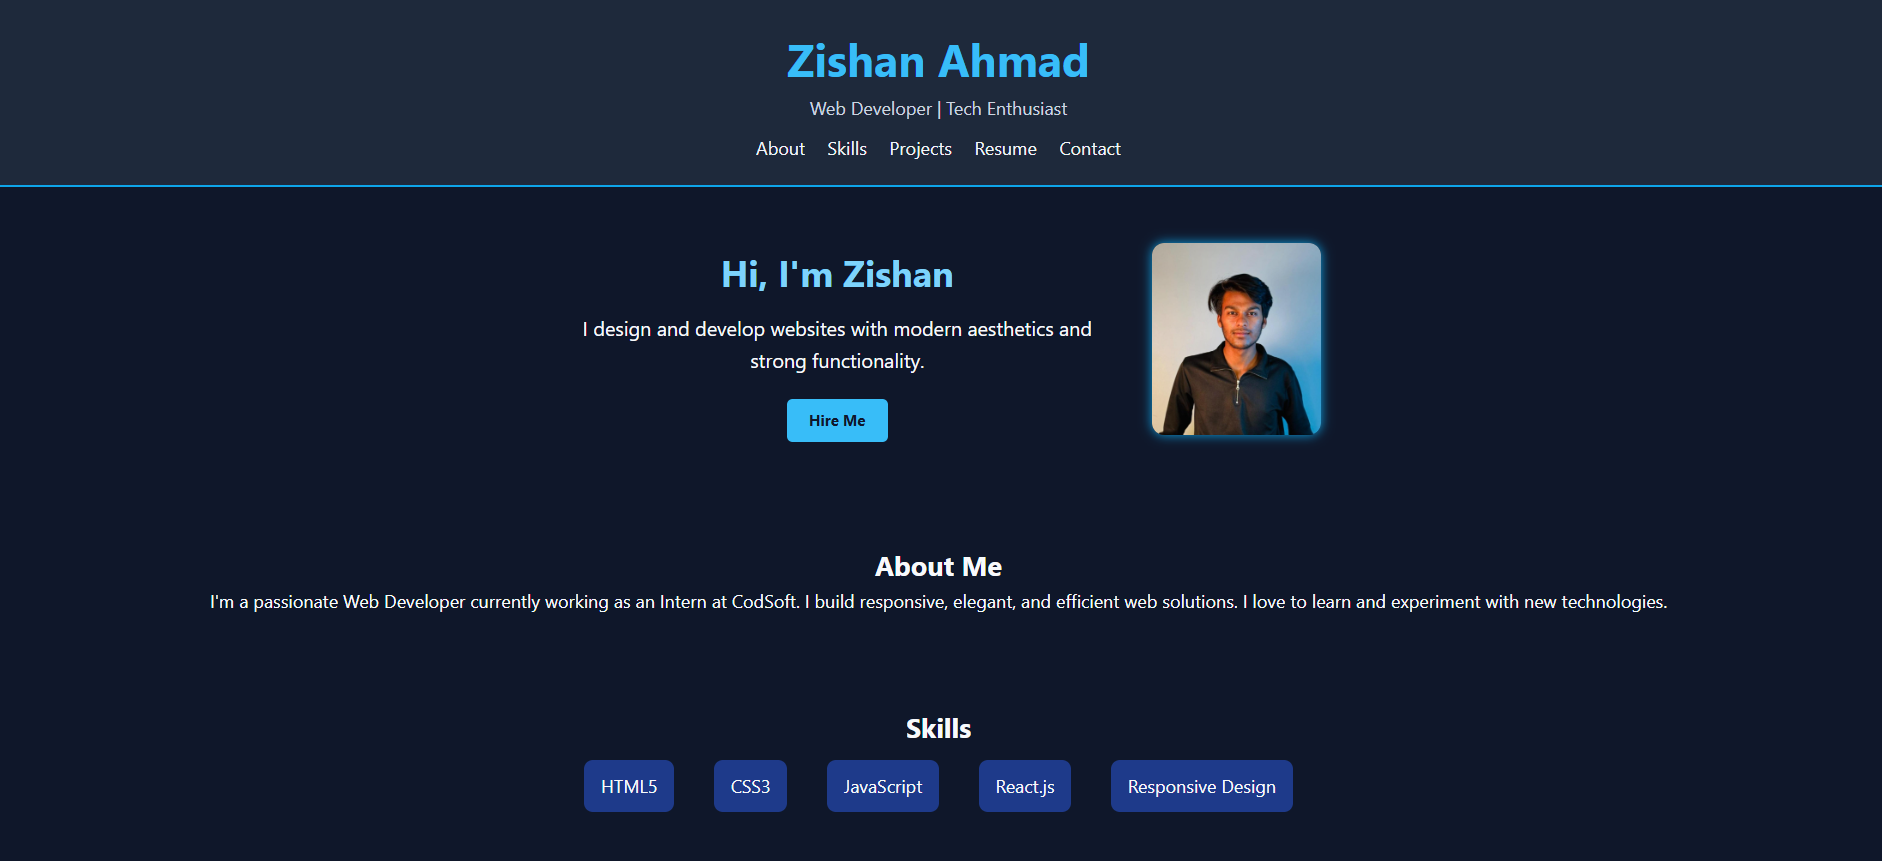 Zishan Ahmad
Web Developer | Tech Enthusiast
About Skills Projects Resume Contact
Hi, I'm Zishan
I design and develop websites with modern aesthetics and
strong functionality.
Hire Me
About Me
I'm a passionate Web Developer currently working as an Intern at CodSoft. I build responsive, elegant, and efficient web solutions. I love to learn and experiment with new technologies.
Skills
HTML5 CSS3 JavaScript React.js Responsive Design